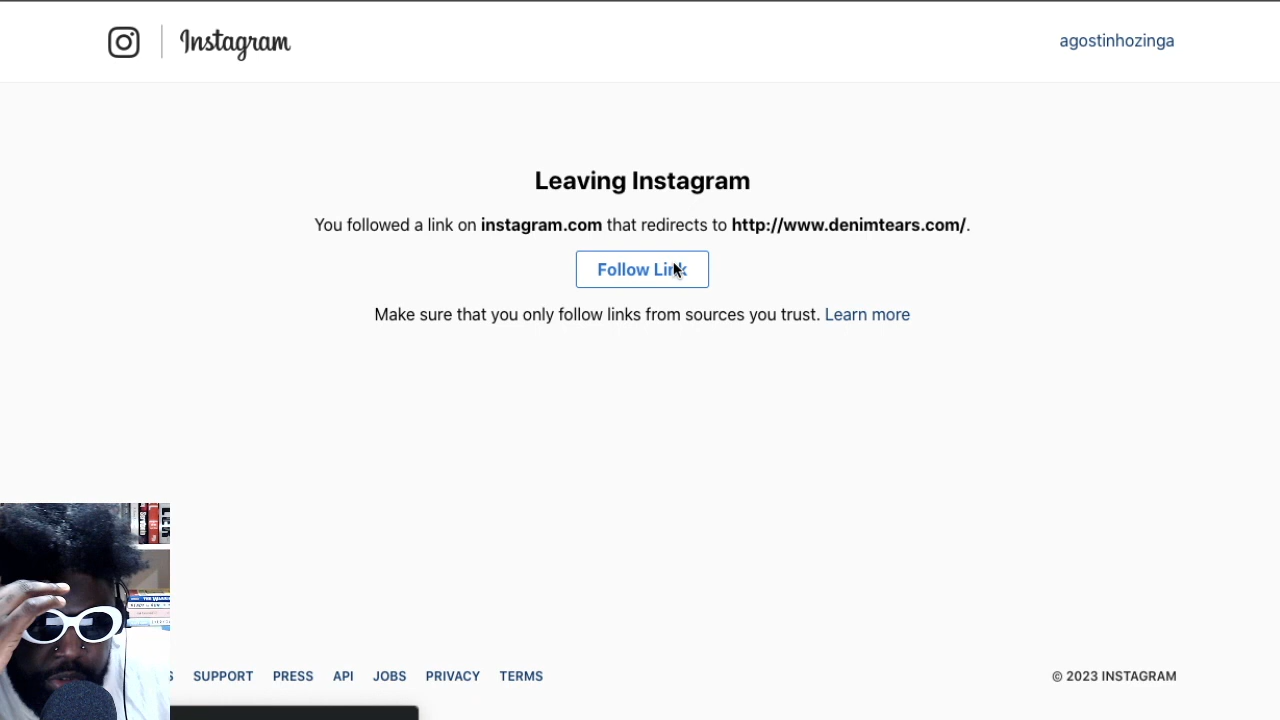 Instagram
agostinhozinga
Leaving Instagram
You followed a link on instagram.com that redirects to http://www.denimtears.com/.
Follow Link
Make sure that you only follow links from sources you trust. Learn more
SUPPORT PRESS API JOBS PRIVACY TERMS
© 2023 INSTAGRAM